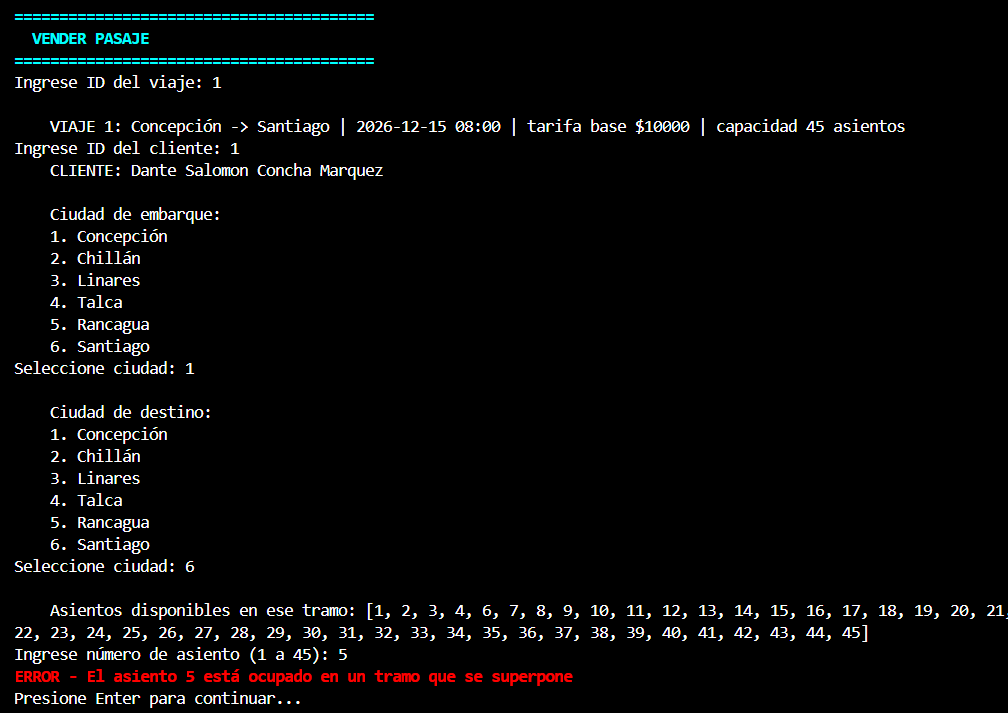 ========================================
VENDER PASAJE
========================================
Ingrese ID del viaje: 1
VIAJE 1: Concepción -> Santiago | 2026-12-15 08:00 | tarifa base $10000 | capacidad 45 asientos
Ingrese ID del cliente: 1
CLIENTE: Dante Salomon Concha Marquez
Ciudad de embarque:
1. Concepción
2. Chillán
3. Linares
4. Talca
5. Rancagua
6. Santiago
Seleccione ciudad: 1
Ciudad de destino:
1. Concepción
2. Chillán
3. Linares
4. Talca
5. Rancagua
6. Santiago
Seleccione ciudad: 6
Asientos disponibles en ese tramo: [1, 2, 3, 4, 6, 7, 8, 9, 10, 11, 12, 13, 14, 15, 16, 17, 18, 19, 20, 21,
22, 23, 24, 25, 26, 27, 28, 29, 30, 31, 32, 33, 34, 35, 36, 37, 38, 39, 40, 41, 42, 43, 44, 45]
Ingrese número de asiento (1 a 45): 5
ERROR - El asiento 5 está ocupado en un tramo que se superpone
Presione Enter para continuar...